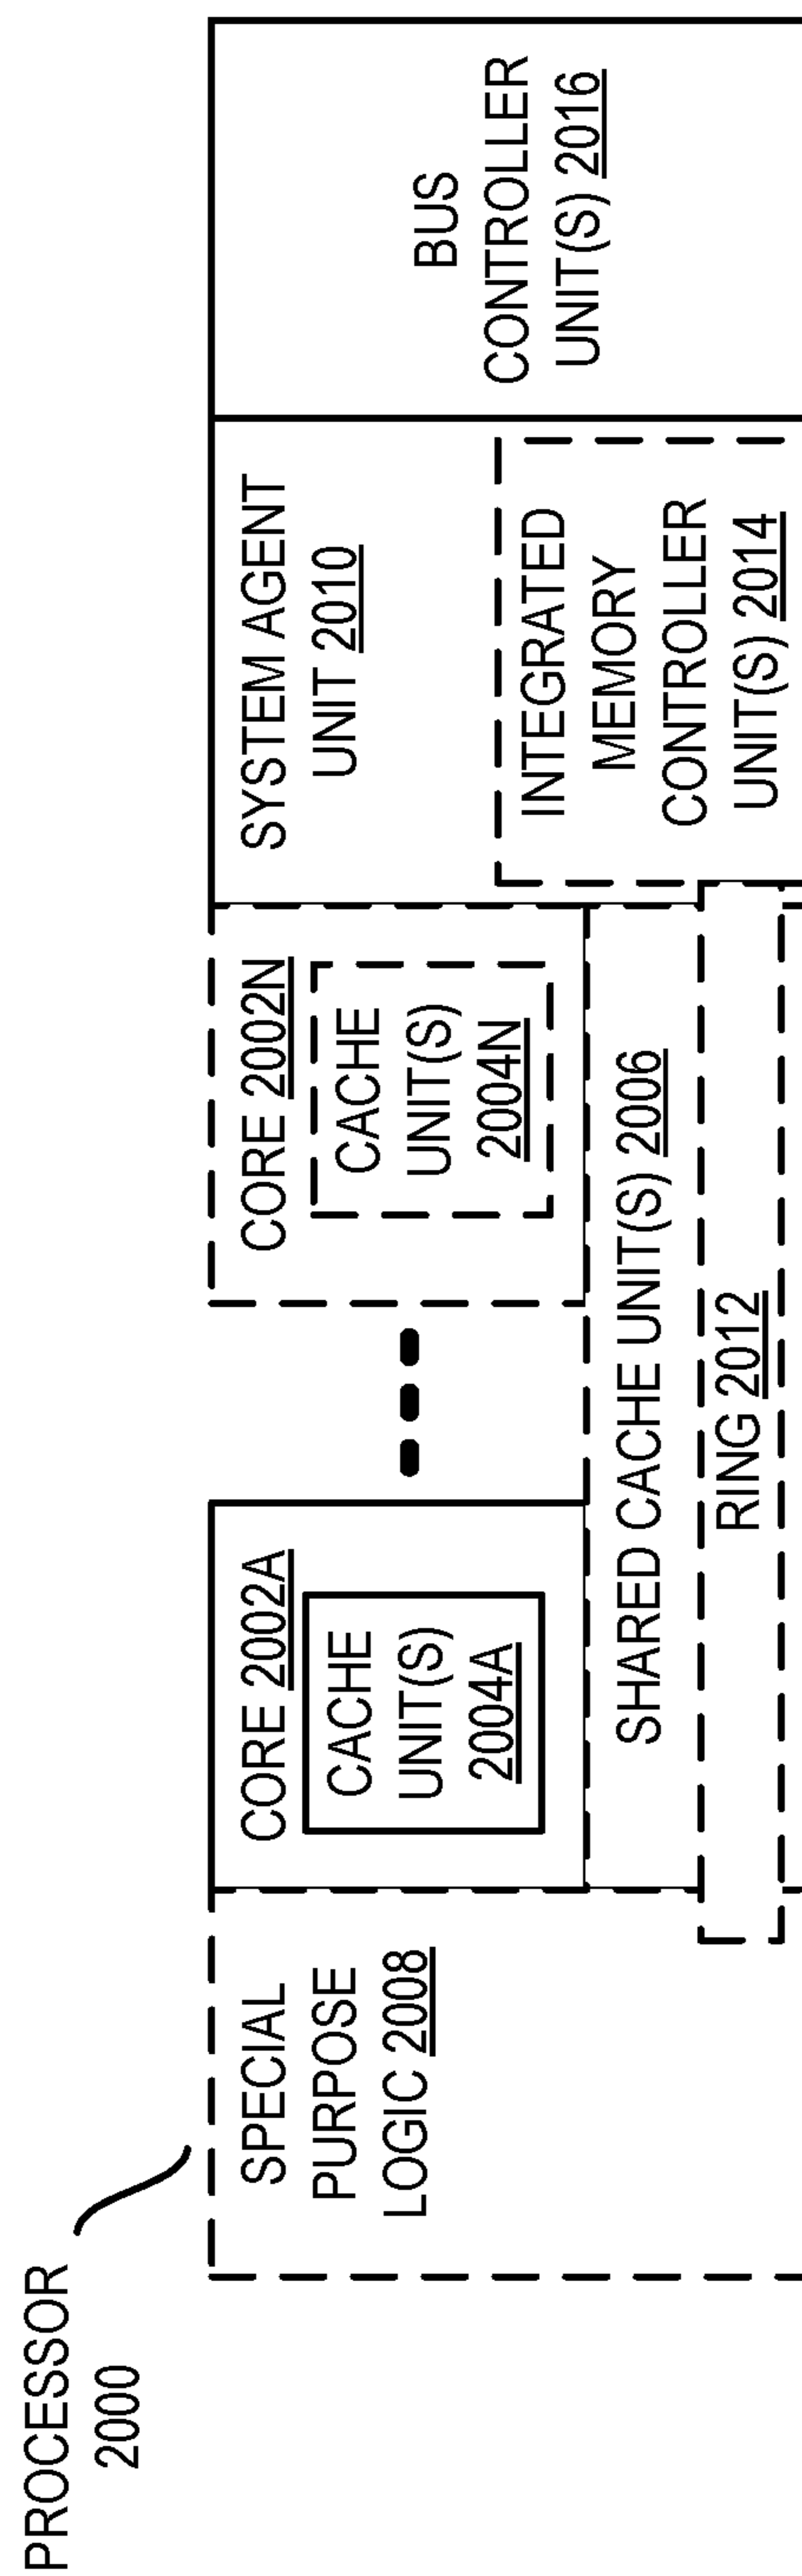 PROCESSOR
2000
SPECIAL
PURPOSE
LOGIC 2008
CORE 2002A
CACHE
UNIT(S)
2004A
CORE 2002N
CACHE
UNIT(S)
2004N
SHARED CACHE UNIT(S) 2006
RING 2012
SYSTEM AGENT
UNIT 2010
INTEGRATED
MEMORY
CONTROLLER
UNIT(S) 2014
BUS
CONTROLLER
UNIT(S) 2016